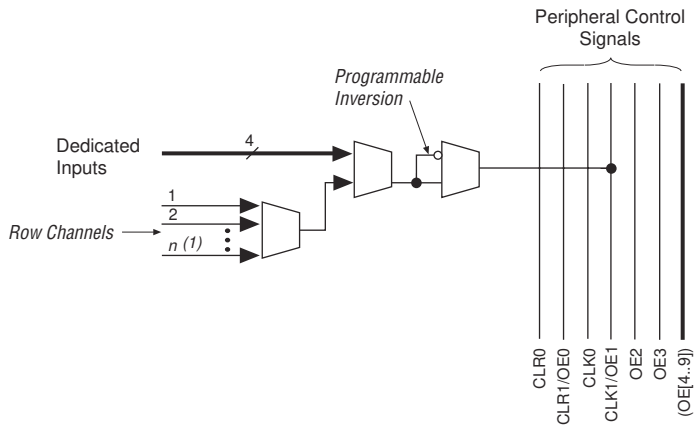 Peripheral Control
Signals
Programmable
Inversion
Dedicated
Inputs
4
1
2
n (1)
Row Channels
CLR0
CLR1/OE0
CLK0
CLK1/OE1
OE2
OE3
(OE[4..9])